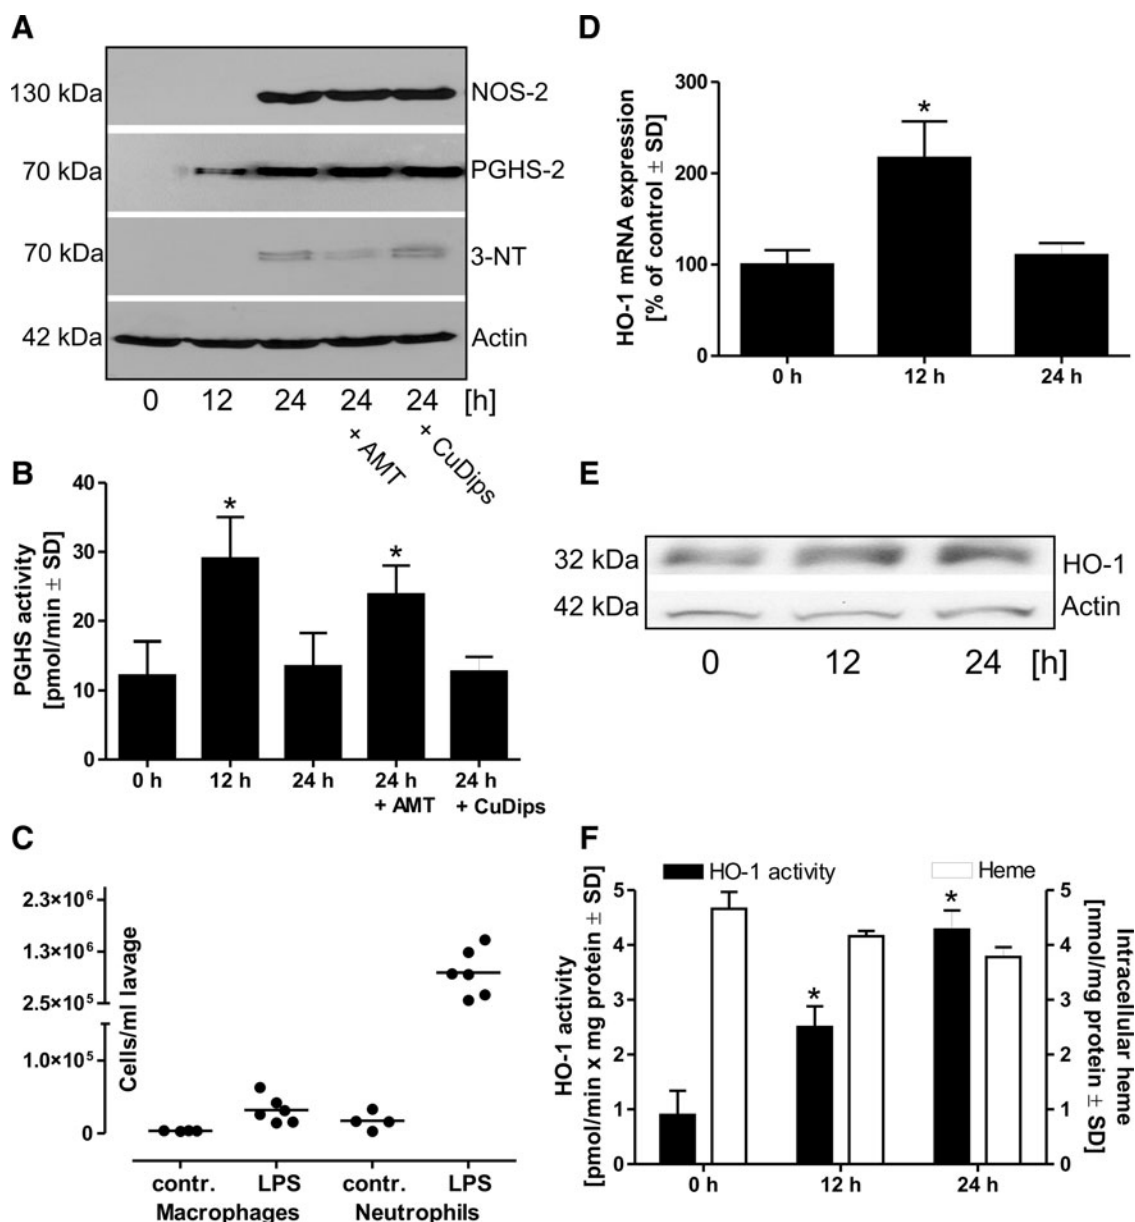 A
130 kDa NOS-2
70 kDa PGHS-2
70 kDa 3-NT
42 kDa Actin
0 12 24 24 24 [h]
+ AMT
+ CuDips
B
PGHS activity
[pmol/min ± SD]
40
30
20
10
0
* *
0 h 12 h 24 h 24 h 24 h
+ AMT + CuDips
C
Cells/ml lavage
2.3×10⁶
1.3×10⁶
2.5×10⁵
1.0×10⁵
0
contr. LPS contr. LPS
Macrophages Neutrophils
D
HO-1 mRNA expression
[% of control ± SD]
300
200
100
0
*
0 h 12 h 24 h
E
32 kDa HO-1
42 kDa Actin
0 12 24 [h]
F
HO-1 activity Heme
HO-1 activity
[pmol/min x mg protein ± SD]
5 5
4 4
3 3
2 2
1 1
0 0
* *
Intracellular heme
[nmol/mg protein ± SD]
0 h 12 h 24 h